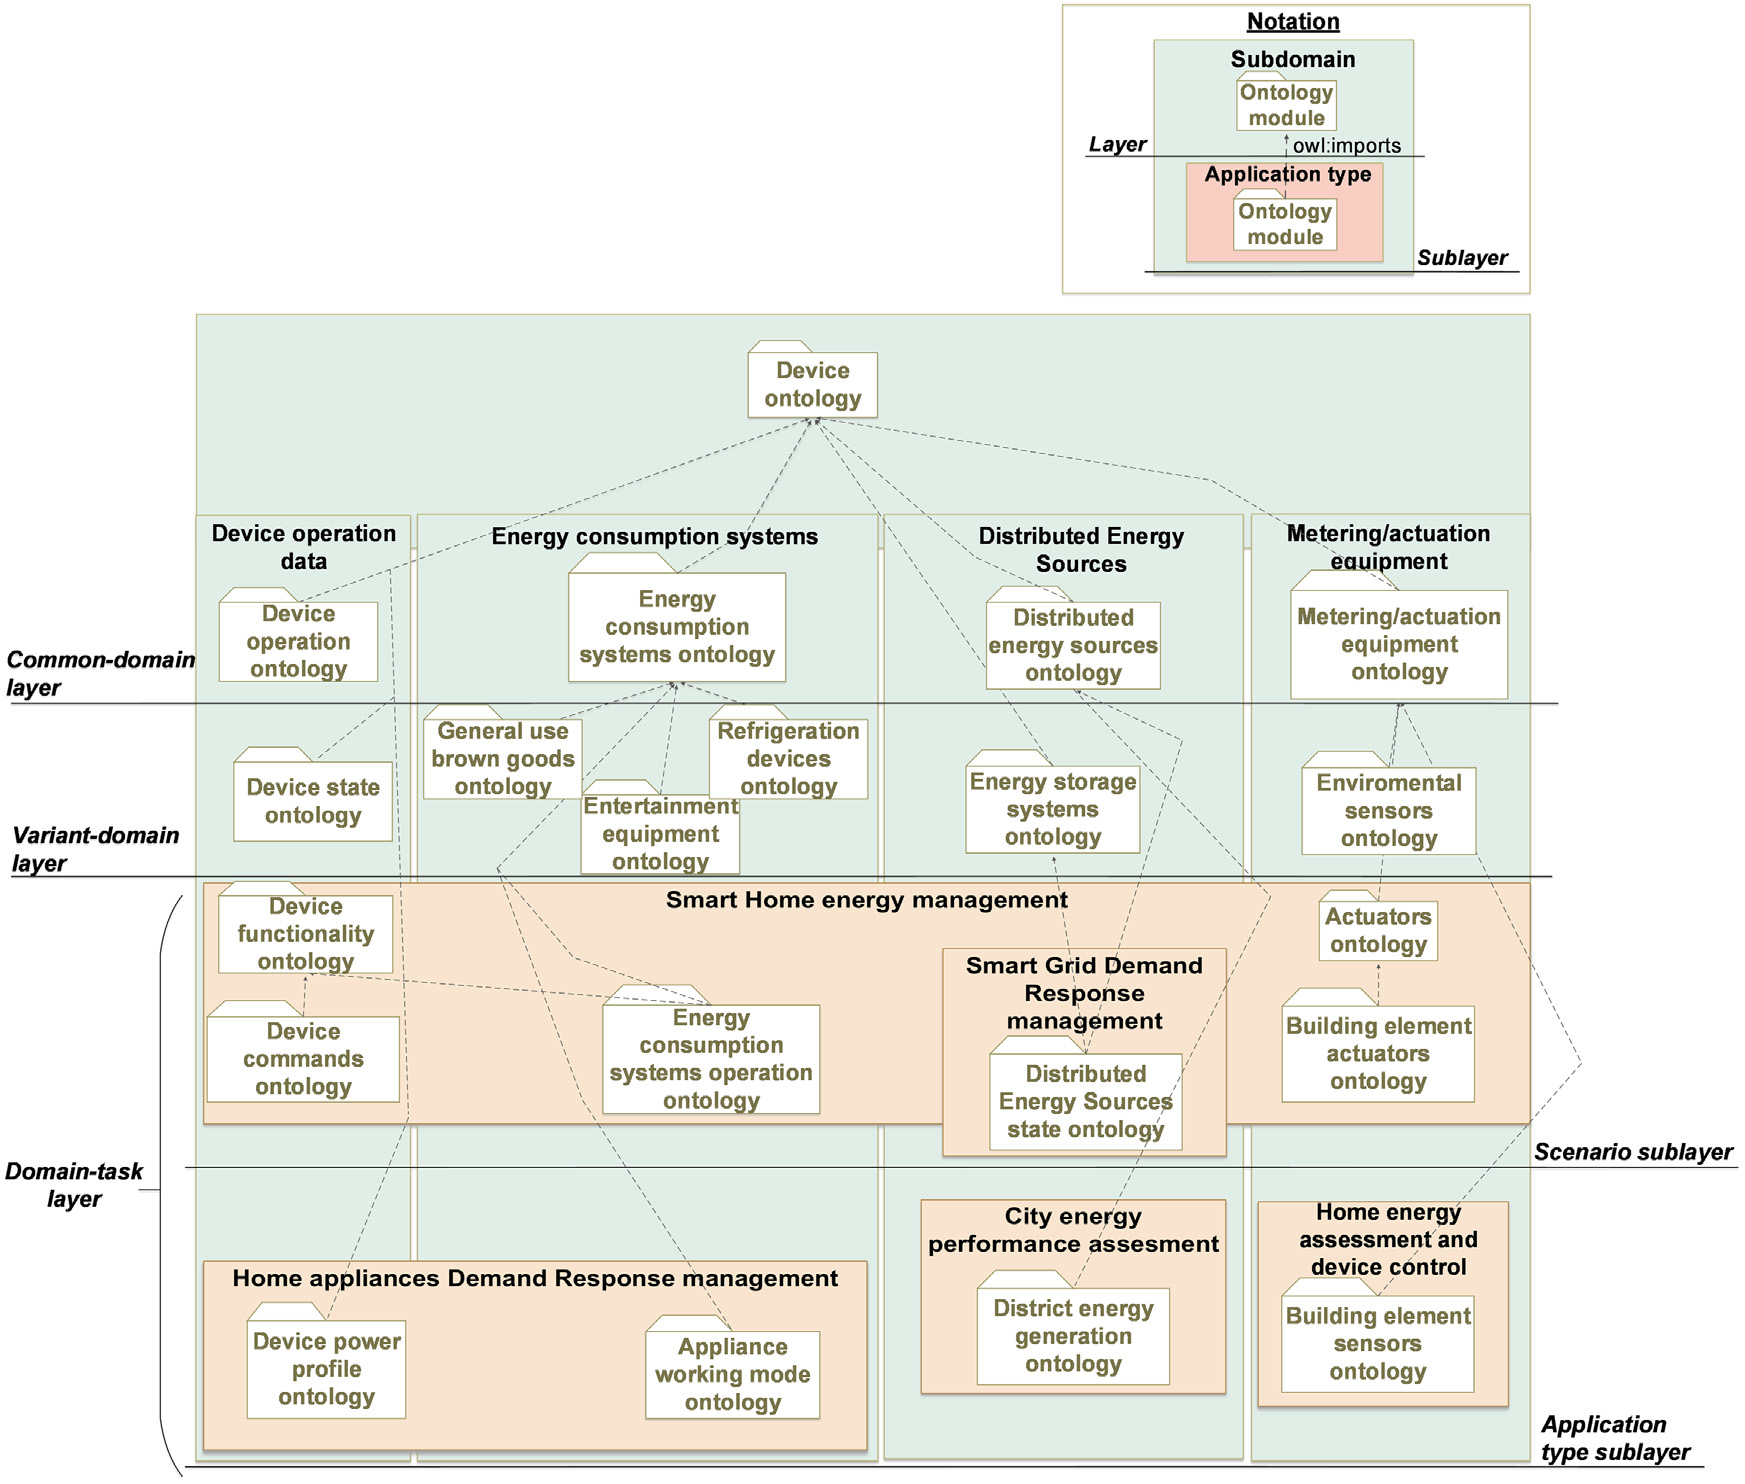 Notation
Subdomain
Ontology
module
Layer
owl:imports
Application type
Ontology
module
Sublayer
Device
ontology
Device operation
data
Energy consumption systems
Distributed Energy
Sources
Metering/actuation
equipment
Device
operation
ontology
Energy
consumption
systems ontology
Distributed
energy sources
ontology
Metering/actuation
equipment
ontology
Common-domain
layer
Device state
ontology
General use
brown goods
ontology
Entertainment
equipment
ontology
Refrigeration
devices
ontology
Energy storage
systems
ontology
Enviromental
sensors
ontology
Variant-domain
layer
Smart Home energy management
Device
functionality
ontology
Device
commands
ontology
Energy
consumption
systems operation
ontology
Smart Grid Demand
Response
management
Distributed
Energy Sources
state ontology
Actuators
ontology
Building element
actuators
ontology
Scenario sublayer
Domain-task
layer
Home appliances Demand Response management
Device power
profile
ontology
Appliance
working mode
ontology
City energy
performance assesment
District energy
generation
ontology
Home energy
assessment and
device control
Building element
sensors
ontology
Application
type sublayer